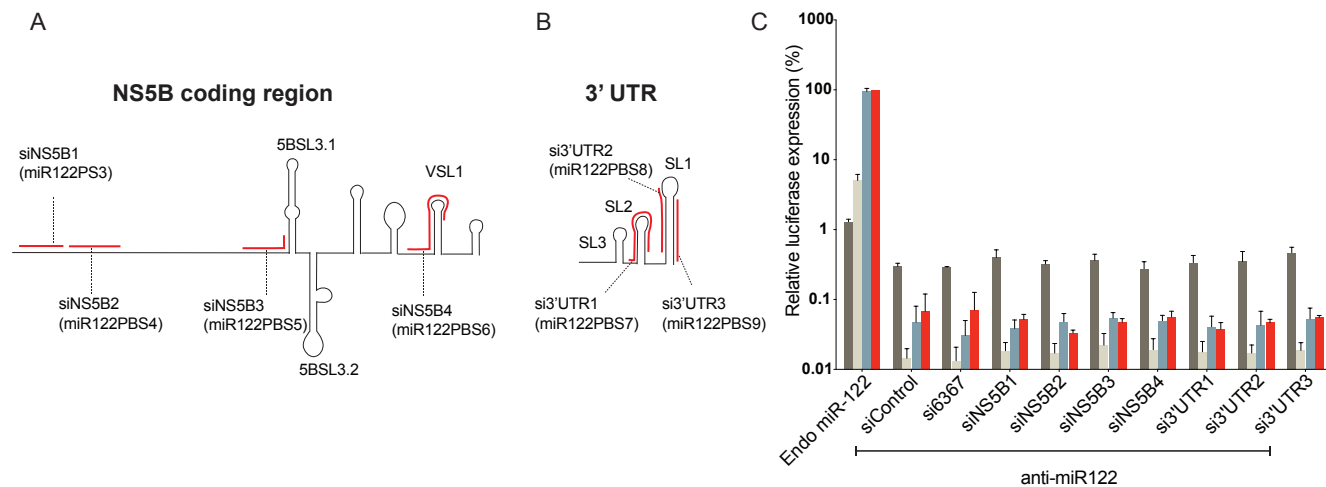 A
NS5B coding region
siNS5B1
(miR122PS3)
5BSL3.1
VSL1
siNS5B2
(miR122PBS4)
siNS5B3
(miR122PBS5)
siNS5B4
(miR122PBS6)
5BSL3.2
B
3' UTR
si3'UTR2
(miR122PBS8)
SL1
SL2
SL3
si3'UTR1
(miR122PBS7)
si3'UTR3
(miR122PBS9)
C
Relative luciferase expression (%)
1000
100
10
1
0.1
0.01
Endo miR-122
siControl
si6367
siNS5B1
siNS5B2
siNS5B3
siNS5B4
si3'UTR1
si3'UTR2
si3'UTR3
anti-miR122